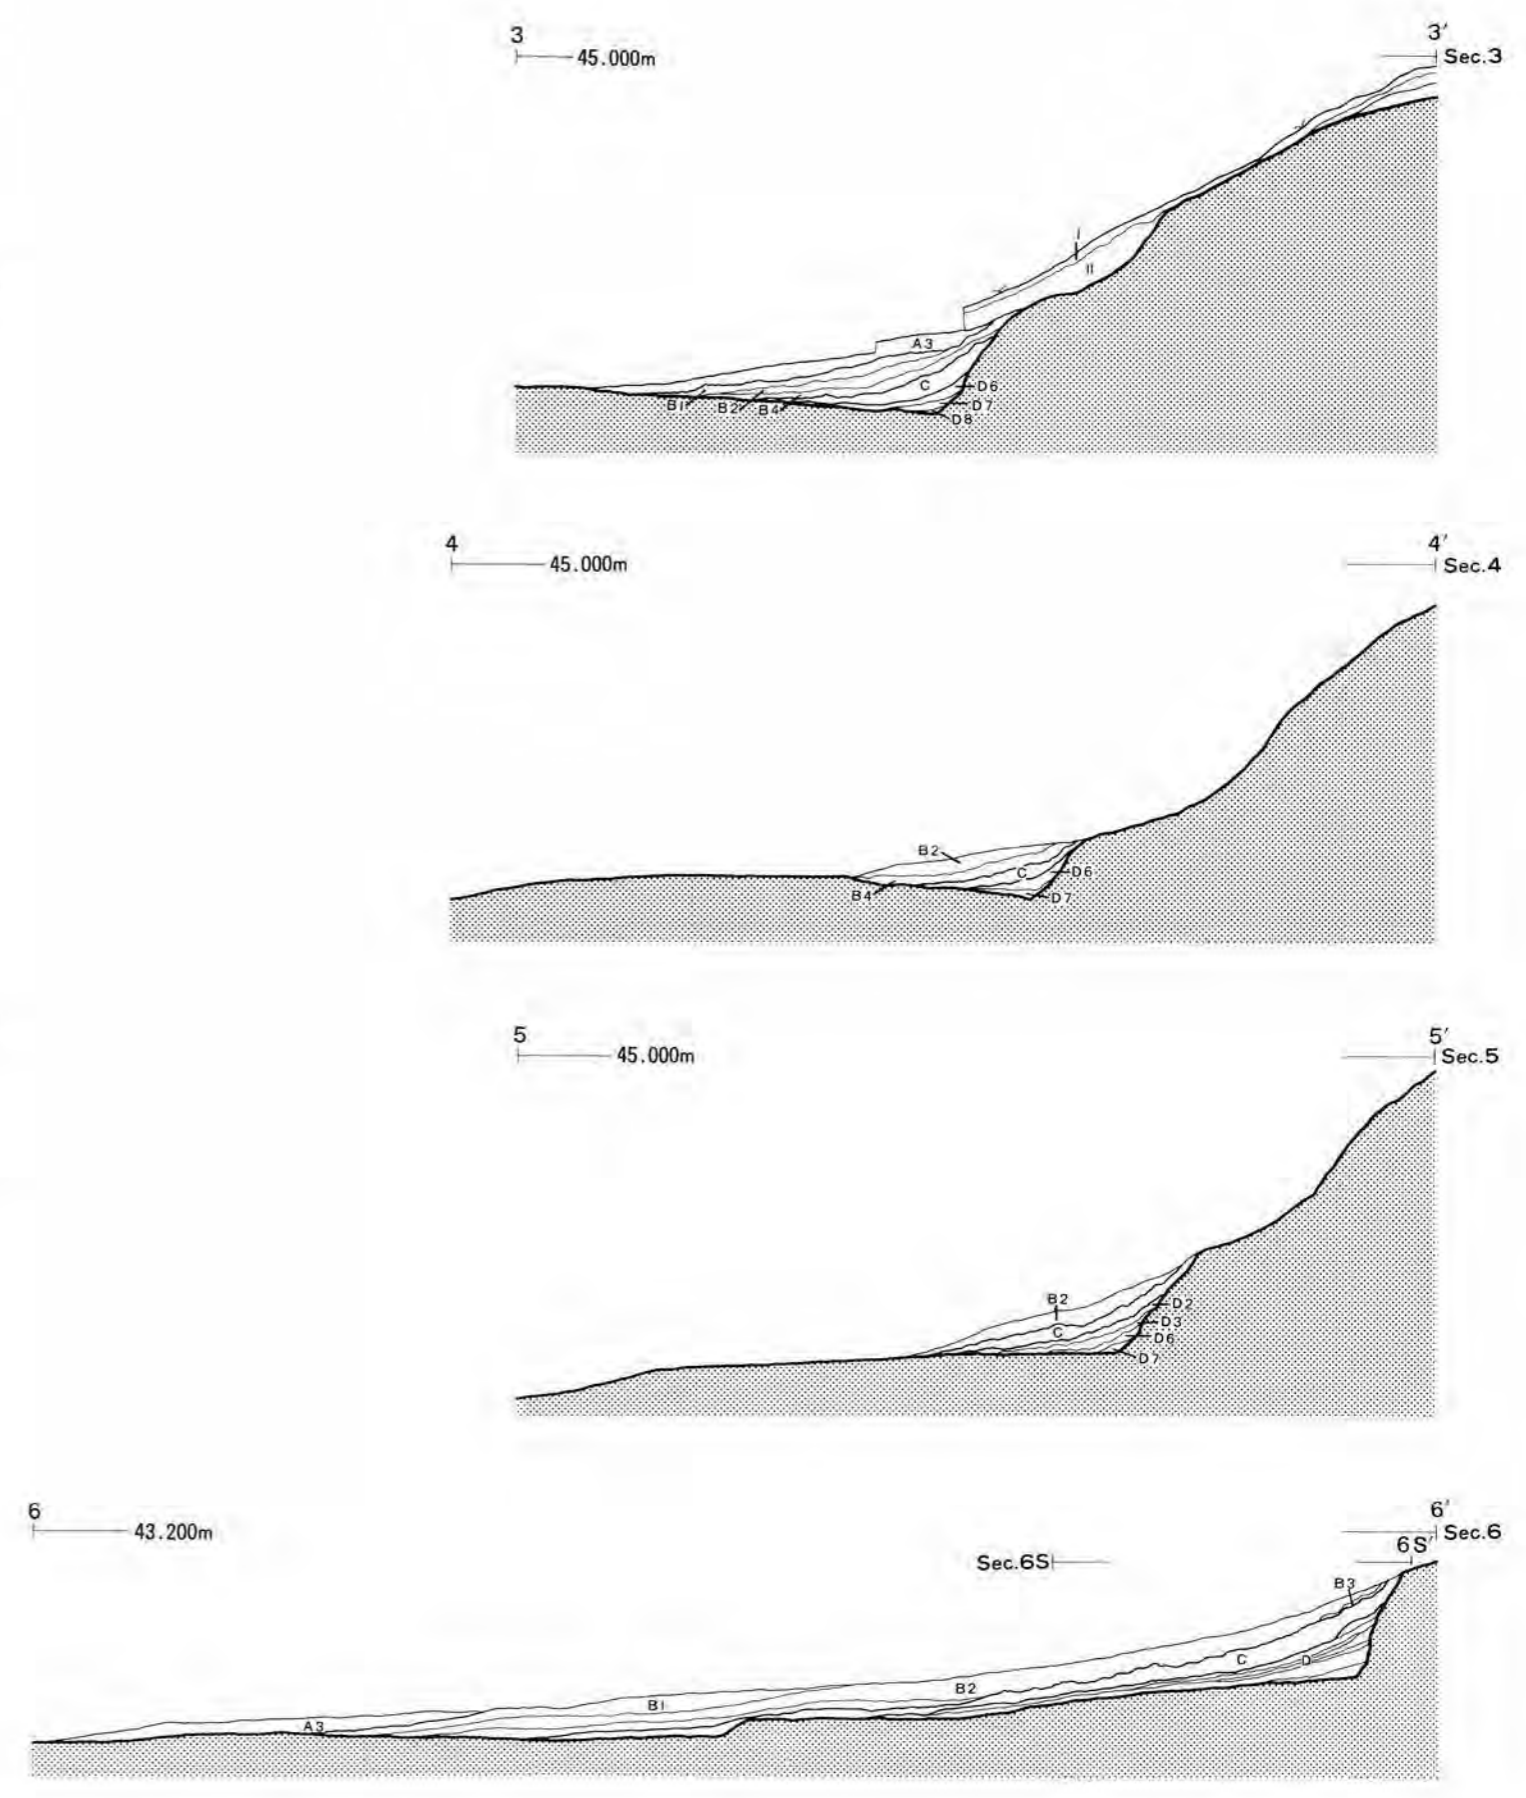 3 3′
45.000m Sec.3
I
II
A3
C
D6
B1 B2 B4 D7
D8
4 4′
45.000m Sec.4
B2
C D6
B4 D7
5 5′
45.000m Sec.5
B2
D2
D3
C
D6
D7
6 6′
43.200m Sec.6
6S′
Sec.6S
B3
C D
B2
B1
A3